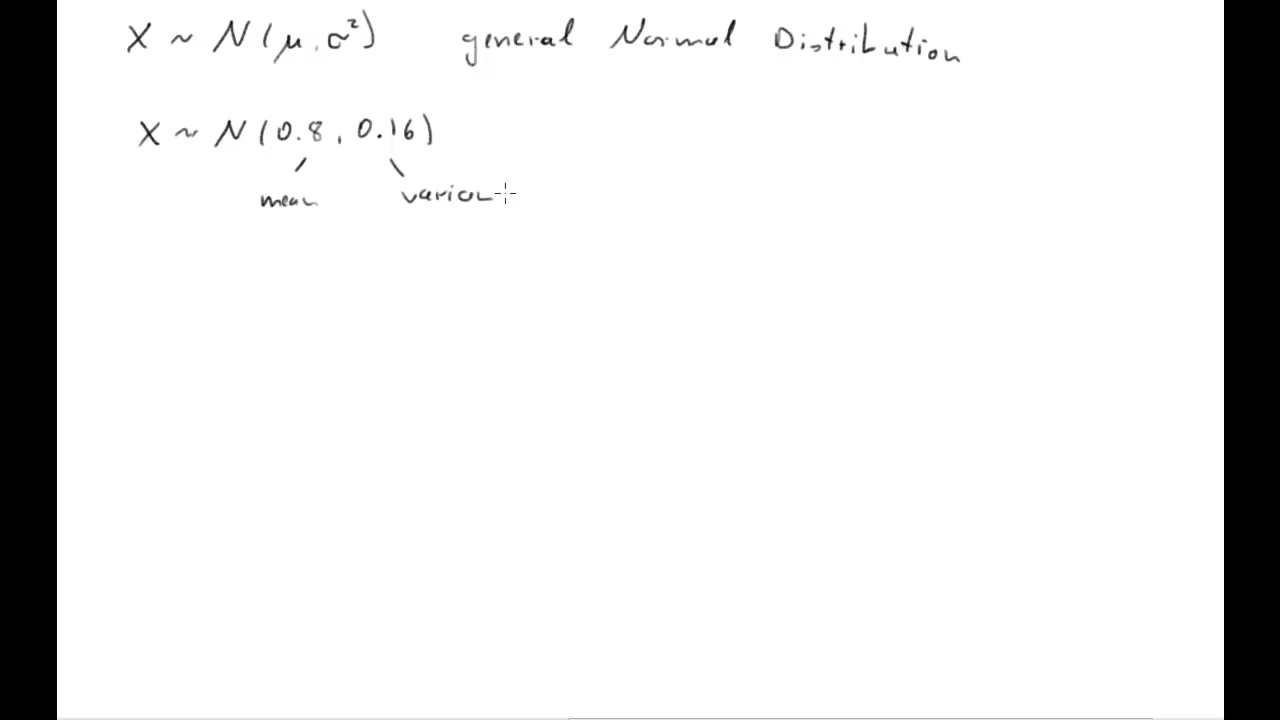 X ~ N(μ, σ²) general Normal Distribution
X ~ N(0.8, 0.16)
mean varian